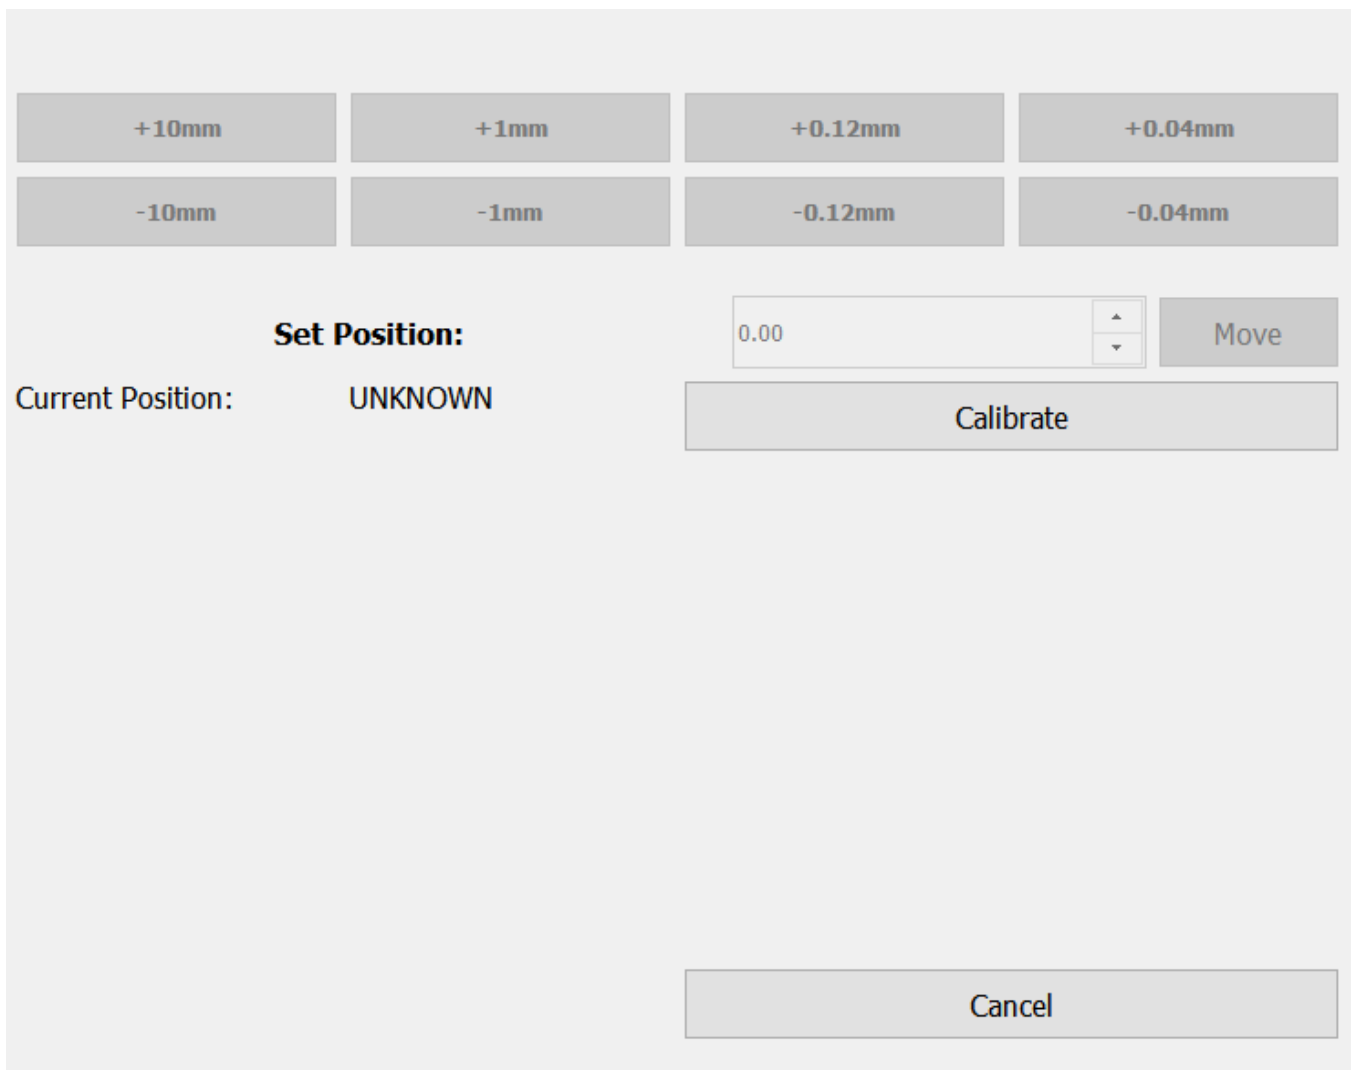 +10mm +1mm +0.12mm +0.04mm
-10mm -1mm -0.12mm -0.04mm
Set Position: 0.00 Move
Current Position: UNKNOWN Calibrate
Cancel